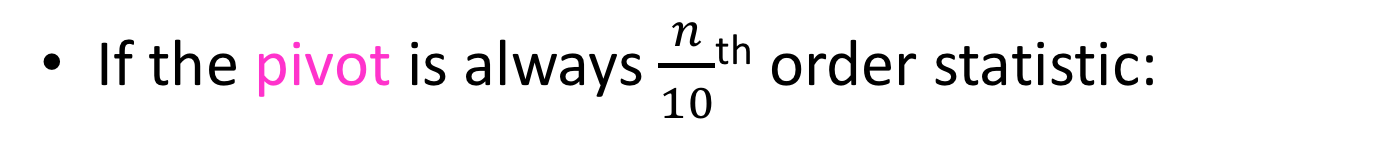 • If the pivot is always n/10 th order statistic: